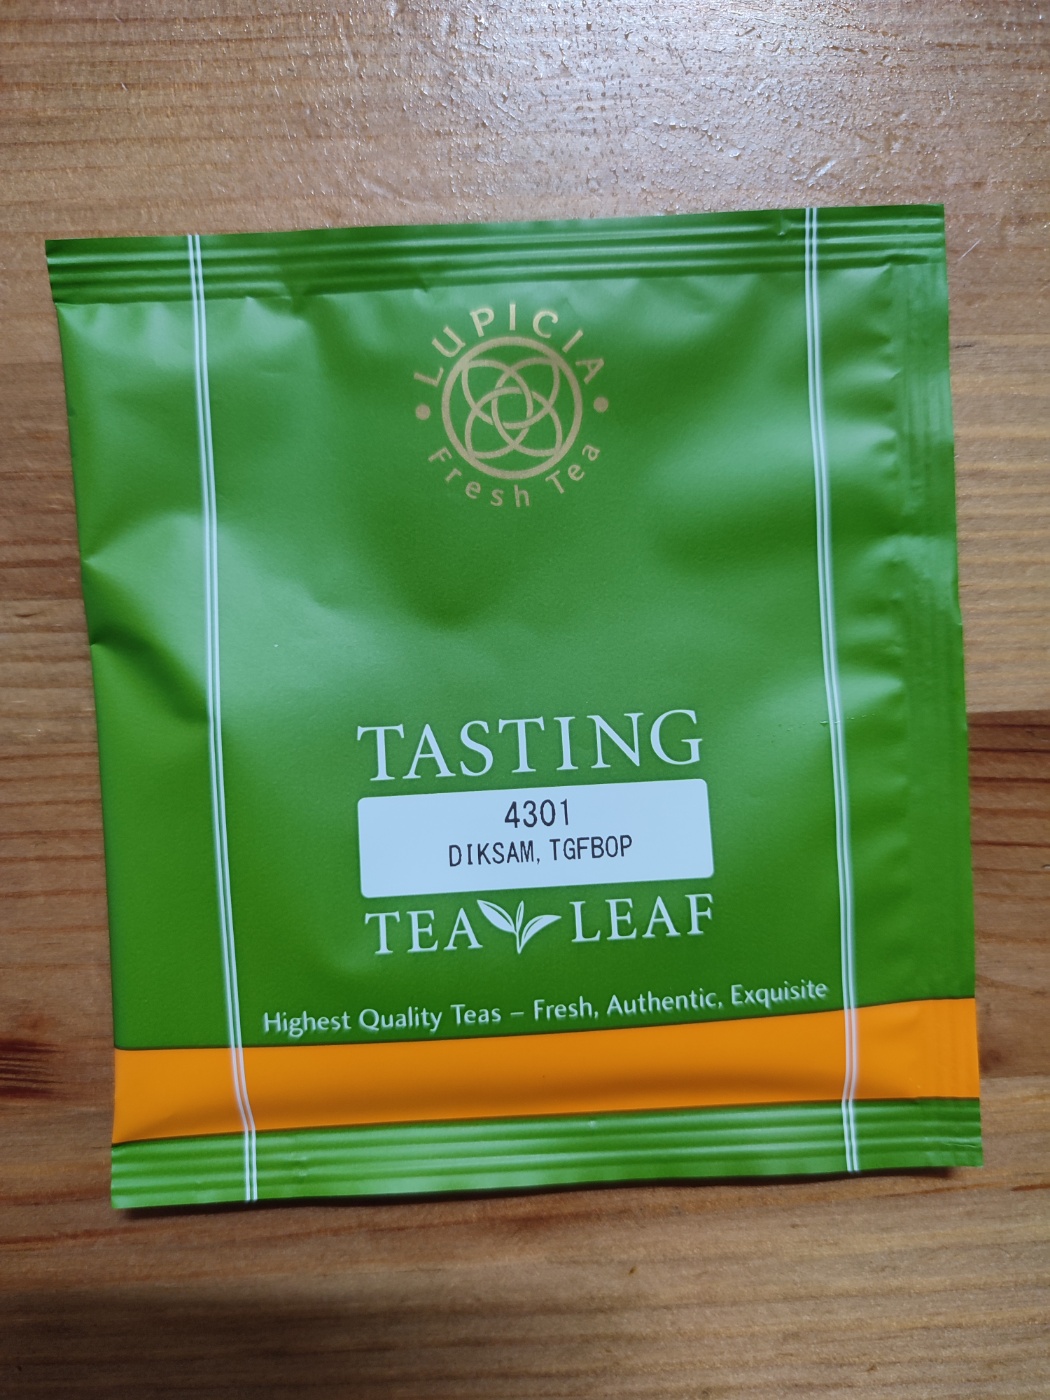 LUPICIA
Fresh Tea
TASTING
4301
DIKSAM, TGFBOP
TEA LEAF
Highest Quality Teas – Fresh, Authentic, Exquisite